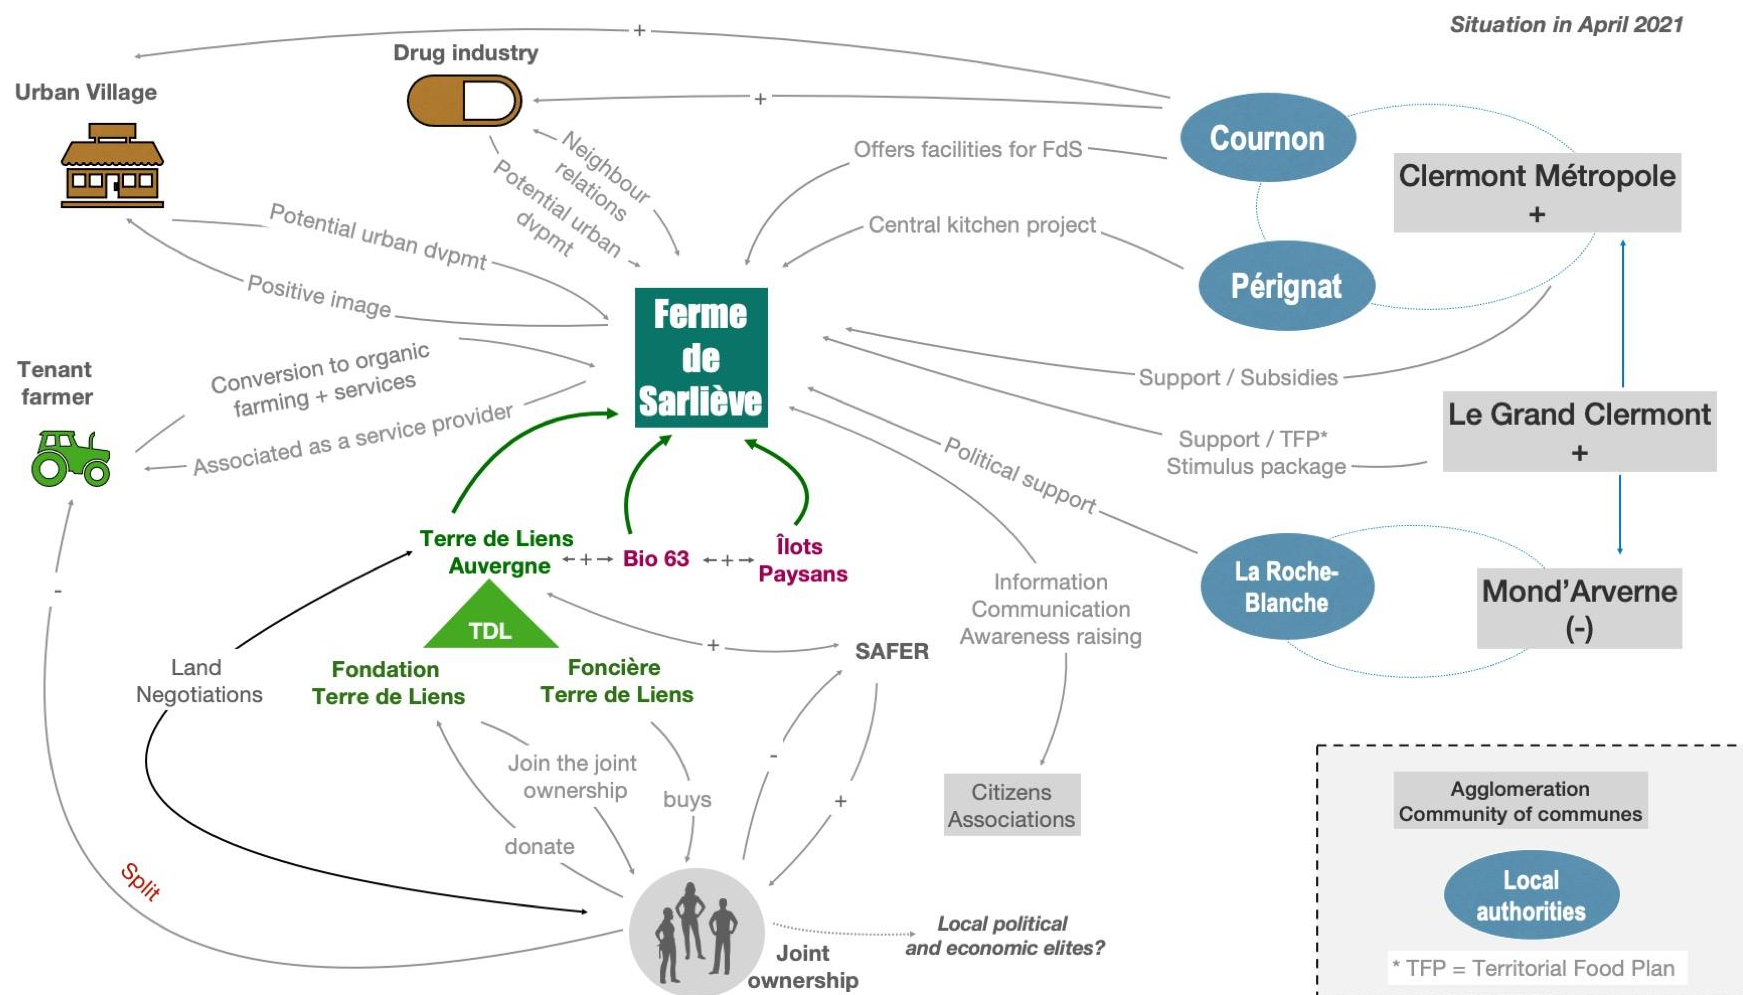 Situation in April 2021
+
Drug industry
Urban Village
+
Cournon
Offers facilities for FdS
Clermont Métropole
+
Neighbour
relations
Potential urban
dvpmt
Potential urban dvpmt
Positive image
Central kitchen project
Pérignat
Ferme
de
Sarliève
Tenant
farmer
Conversion to organic
farming + services
Associated as a service provider
Support / Subsidies
Le Grand Clermont
+
Support / TFP*
Stimulus package
Political support
Terre de Liens
Auvergne
+
Bio 63
+
Îlots
Paysans
La Roche-
Blanche
Mond'Arverne
(-)
Information
Communication
Awareness raising
-
TDL
+
SAFER
Land
Negotiations
Fondation
Terre de Liens
Foncière
Terre de Liens
Join the joint
ownership
buys
donate
-
+
Citizens
Associations
Split
Joint
ownership
Local political
and economic elites?
Agglomeration
Community of communes
Local
authorities
* TFP = Territorial Food Plan